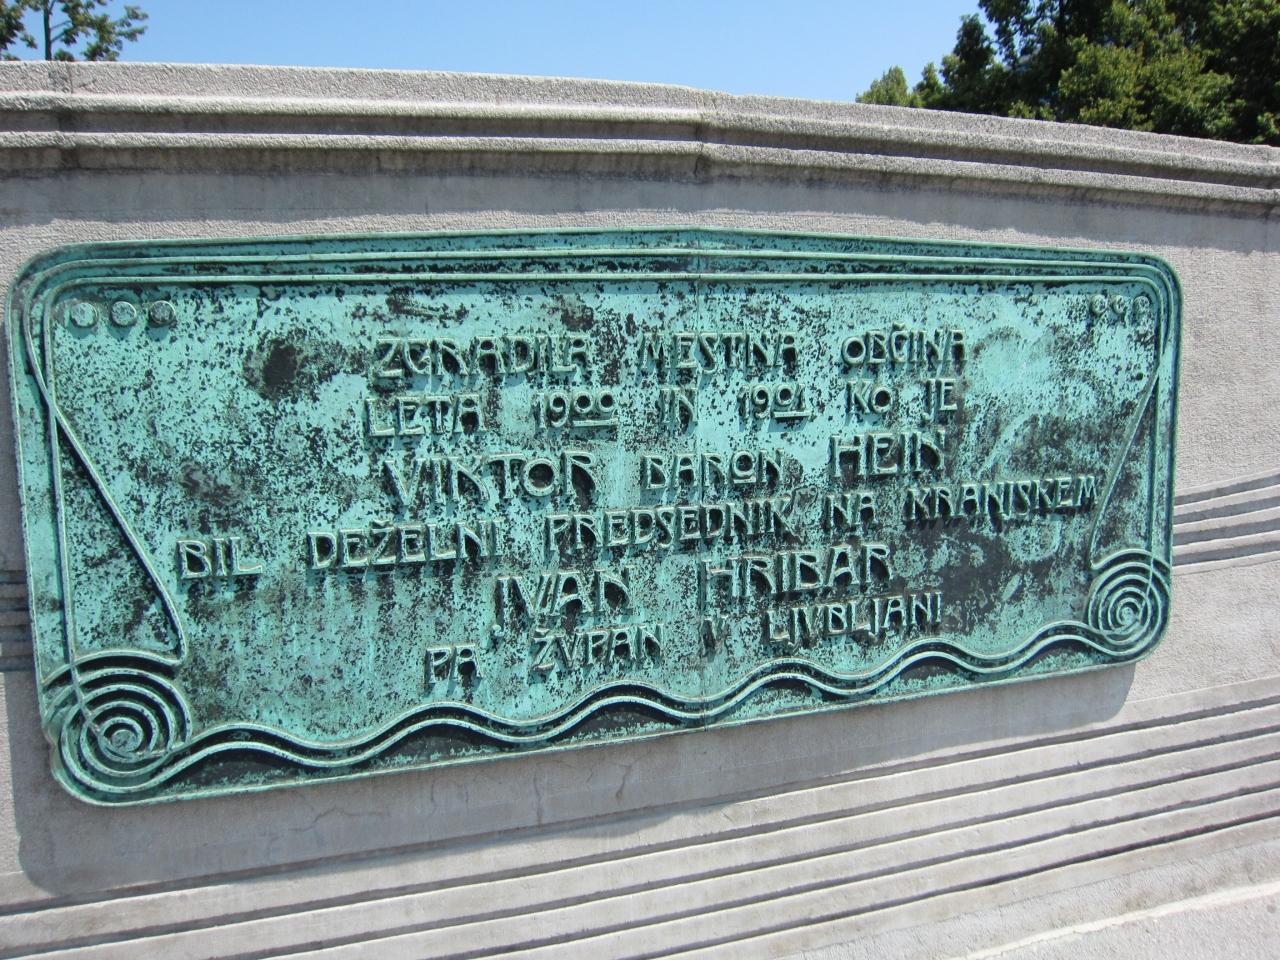 ZGRADILA MESTNA OBČINA
LETA 1900 IN 1901 KO JE
VIKTOR BARON HEIN
BIL DEŽELNI PREDSEDNIK NA KRANJSKEM
IVAN HRIBAR
PA ŽUPAN V LJUBLJANI